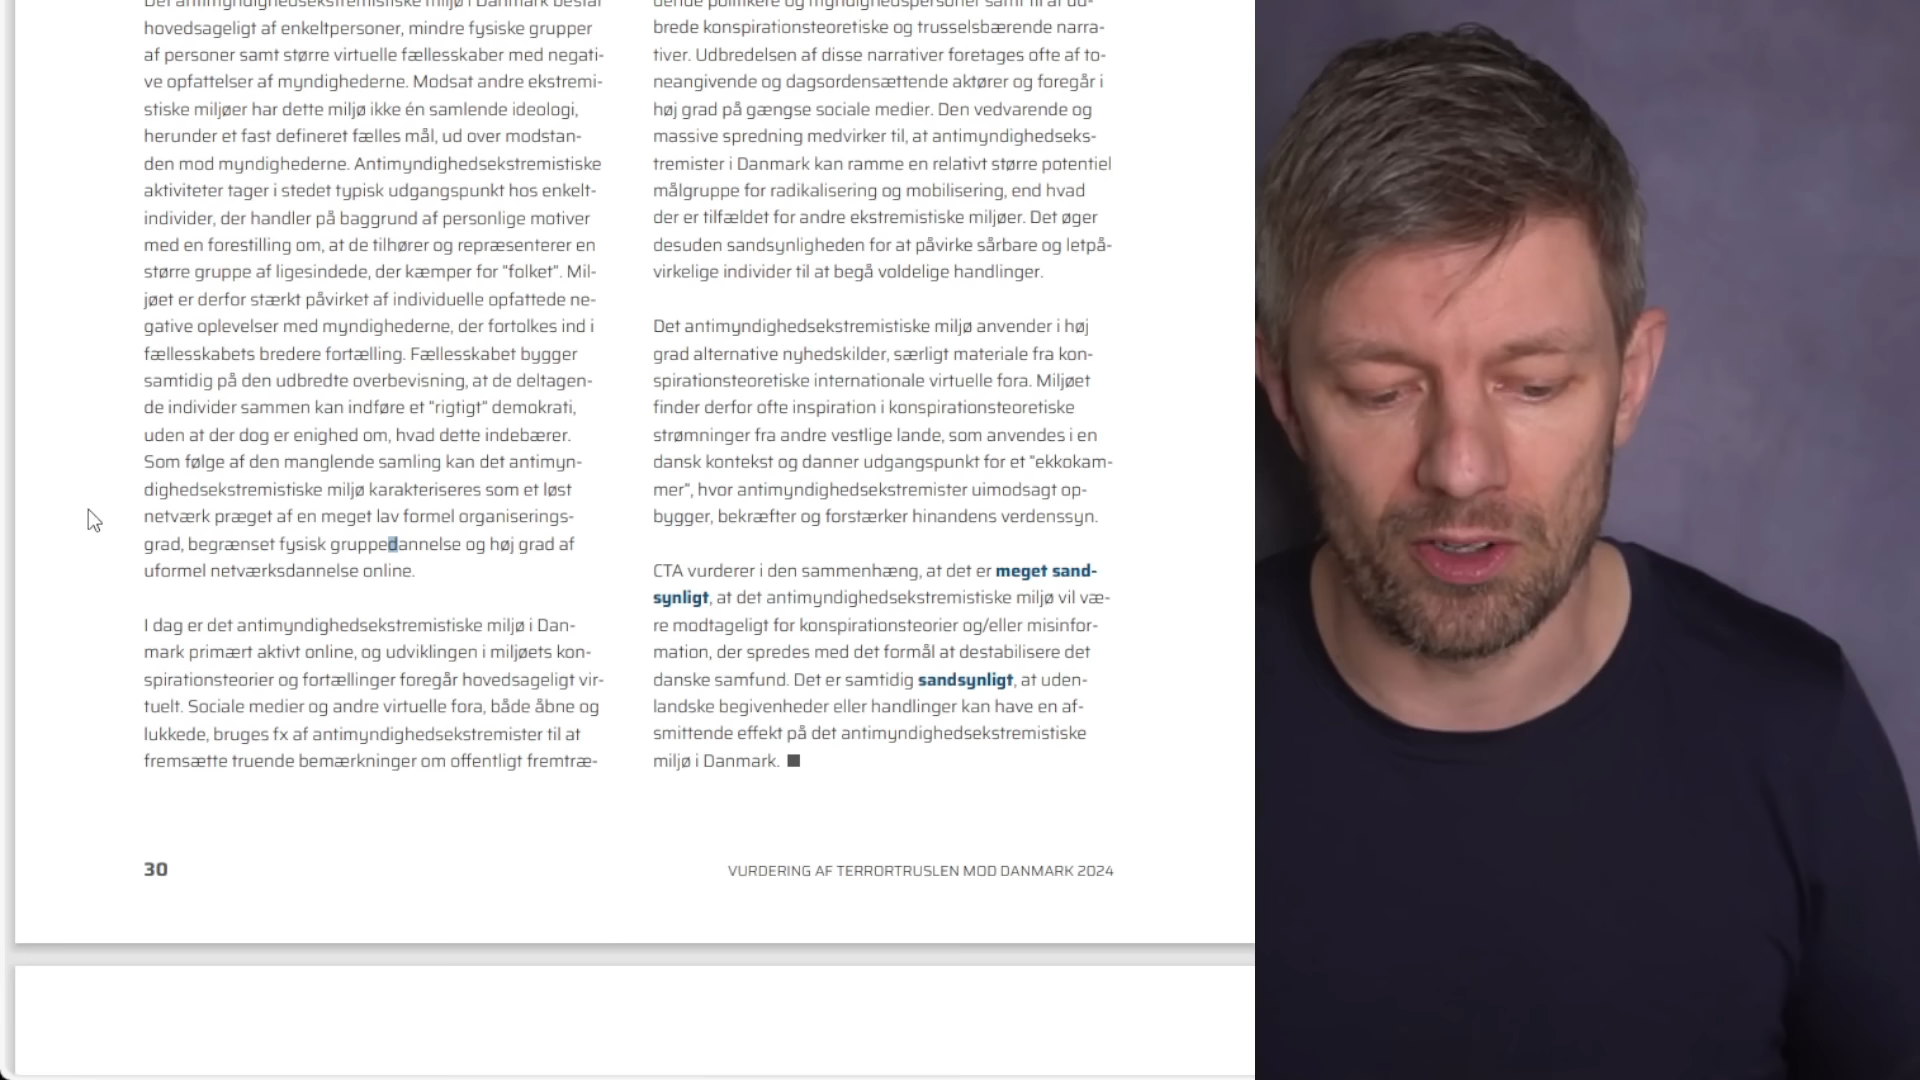 Det antimyndighedsekstremistiske miljø i Danmark består
hovedsageligt af enkeltpersoner, mindre fysiske grupper
af personer samt større virtuelle fællesskaber med negati-
ve opfattelser af myndighederne. Modsat andre ekstremi-
stiske miljøer har dette miljø ikke én samlende ideologi,
herunder et fast defineret fælles mål, ud over modstan-
den mod myndighederne. Antimyndighedsekstremistiske
aktiviteter tager i stedet typisk udgangspunkt hos enkelt-
individer, der handler på baggrund af personlige motiver
med en forestilling om, at de tilhører og repræsenterer en
større gruppe af ligesindede, der kæmper for "folket". Mil-
jøet er derfor stærkt påvirket af individuelle opfattede ne-
gative oplevelser med myndighederne, der fortolkes ind i
fællesskabets bredere fortælling. Fællesskabet bygger
samtidig på den udbredte overbevisning, at de deltagen-
de individer sammen kan indføre et "rigtigt" demokrati,
uden at der dog er enighed om, hvad dette indebærer.
Som følge af den manglende samling kan det antimyn-
dighedsekstremistiske miljø karakteriseres som et løst
netværk præget af en meget lav formel organiserings-
grad, begrænset fysisk gruppedannelse og høj grad af
uformel netværksdannelse online.
I dag er det antimyndighedsekstremistiske miljø i Dan-
mark primært aktivt online, og udviklingen i miljøets kon-
spirationsteorier og fortællinger foregår hovedsageligt vir-
tuelt. Sociale medier og andre virtuelle fora, både åbne og
lukkede, bruges fx af antimyndighedsekstremister til at
fremsætte truende bemærkninger om offentligt fremtræ-
dende politikere og myndighedspersoner samt til at ud-
brede konspirationsteoretiske og trusselsbærende narra-
tiver. Udbredelsen af disse narrativer foretages ofte af to-
neangivende og dagsordensættende aktører og foregår i
høj grad på gængse sociale medier. Den vedvarende og
massive spredning medvirker til, at antimyndighedseks-
tremister i Danmark kan ramme en relativt større potentiel
målgruppe for radikalisering og mobilisering, end hvad
der er tilfældet for andre ekstremistiske miljøer. Det øger
desuden sandsynligheden for at påvirke sårbare og letpå-
virkelige individer til at begå voldelige handlinger.
Det antimyndighedsekstremistiske miljø anvender i høj
grad alternative nyhedskilder, særligt materiale fra kon-
spirationsteoretiske internationale virtuelle fora. Miljøet
finder derfor ofte inspiration i konspirationsteoretiske
strømninger fra andre vestlige lande, som anvendes i en
dansk kontekst og danner udgangspunkt for et "ekkokam-
mer", hvor antimyndighedsekstremister uimodsagt op-
bygger, bekræfter og forstærker hinandens verdenssyn.
CTA vurderer i den sammenhæng, at det er meget sand-
synligt, at det antimyndighedsekstremistiske miljø vil væ-
re modtageligt for konspirationsteorier og/eller misinfor-
mation, der spredes med det formål at destabilisere det
danske samfund. Det er samtidig sandsynligt, at uden-
landske begivenheder eller handlinger kan have en af-
smittende effekt på det antimyndighedsekstremistiske
miljø i Danmark. ■
30
VURDERING AF TERRORTRUSLEN MOD DANMARK 2024